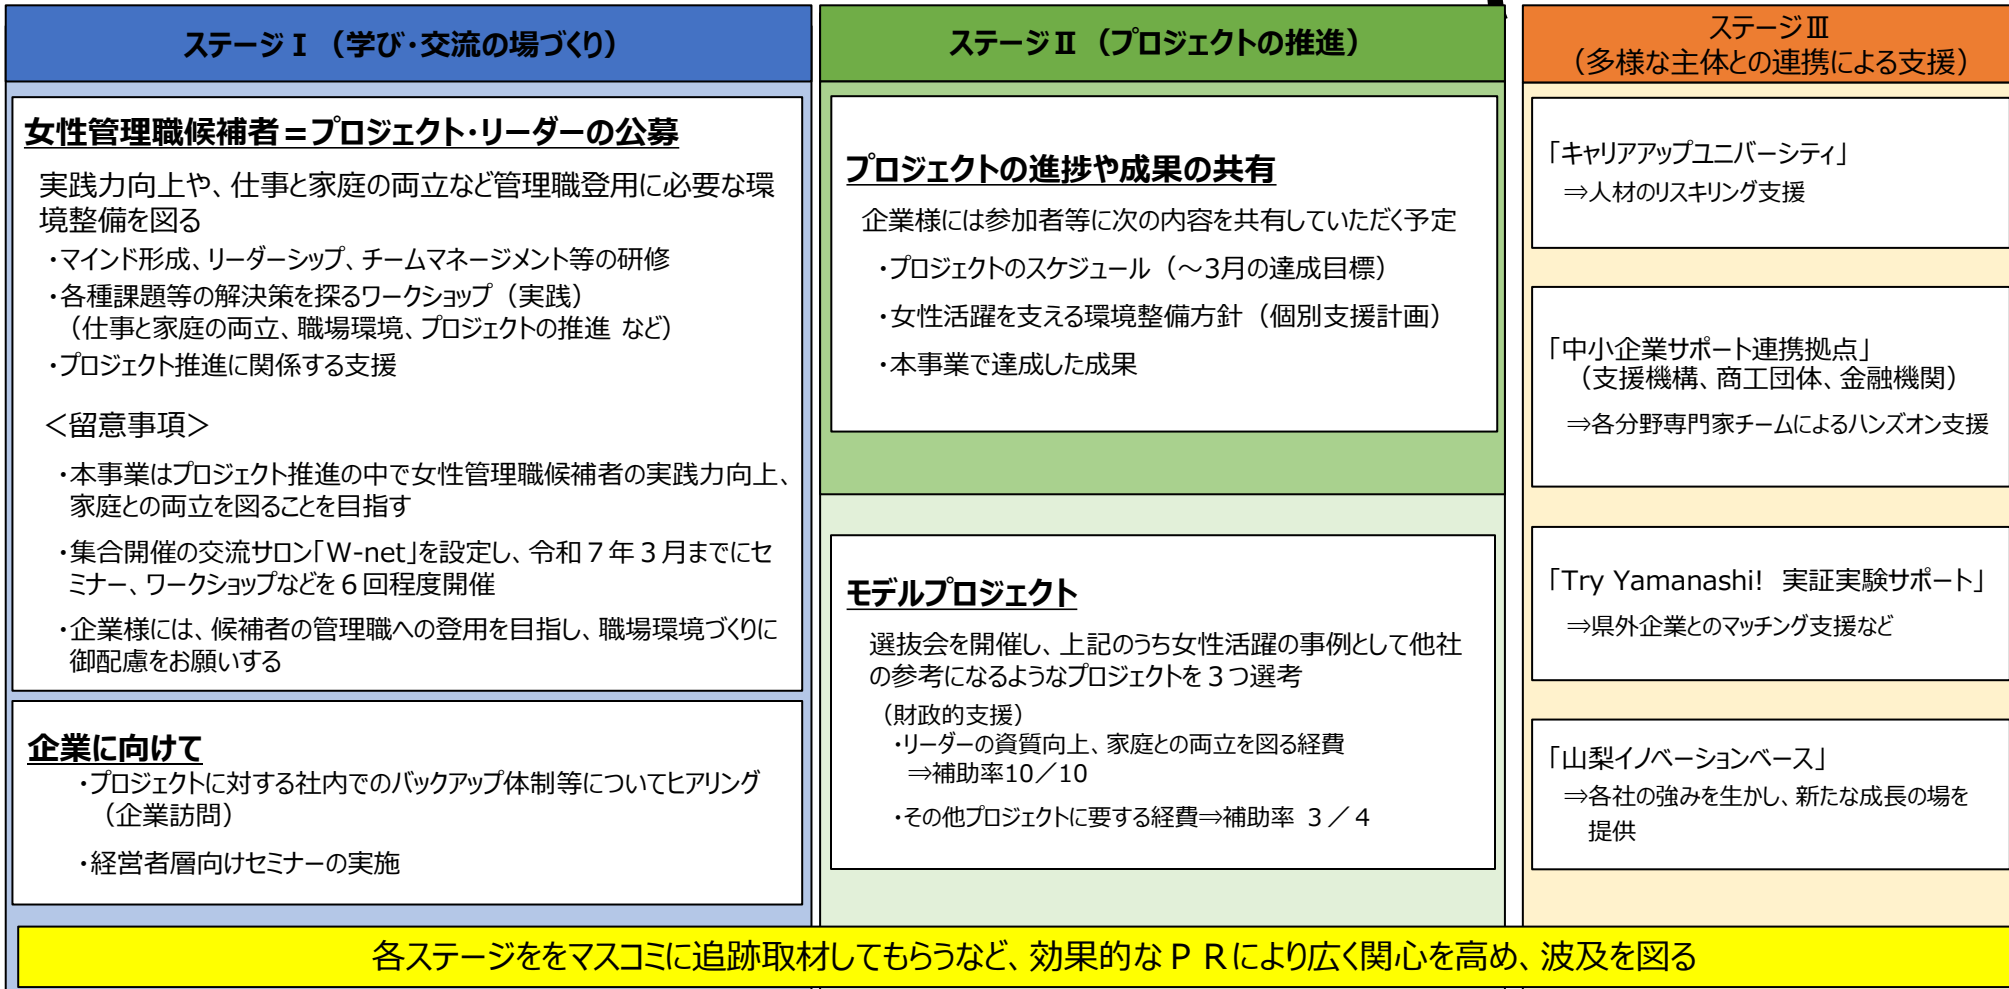 ステージⅠ（学び・交流の場づくり）
女性管理職候補者＝プロジェクト・リーダーの公募
実践力向上や、仕事と家庭の両立など管理職登用に必要な環
境整備を図る
・マインド形成、リーダーシップ、チームマネージメント等の研修
・各種課題等の解決策を探るワークショップ（実践）
（仕事と家庭の両立、職場環境、プロジェクトの推進 など）
・プロジェクト推進に関係する支援
＜留意事項＞
・本事業はプロジェクト推進の中で女性管理職候補者の実践力向上、
家庭との両立を図ることを目指す
・集合開催の交流サロン「W-net」を設定し、令和７年３月までにセ
ミナー、ワークショップなどを６回程度開催
・企業様には、候補者の管理職への登用を目指し、職場環境づくりに
御配慮をお願いする
企業に向けて
・プロジェクトに対する社内でのバックアップ体制等についてヒアリング
（企業訪問）
・経営者層向けセミナーの実施
ステージⅡ（プロジェクトの推進）
プロジェクトの進捗や成果の共有
企業様には参加者等に次の内容を共有していただく予定
・プロジェクトのスケジュール（～3月の達成目標）
・女性活躍を支える環境整備方針（個別支援計画）
・本事業で達成した成果
モデルプロジェクト
選抜会を開催し、上記のうち女性活躍の事例として他社
の参考になるようなプロジェクトを３つ選考
（財政的支援）
・リーダーの資質向上、家庭との両立を図る経費
⇒補助率10／10
・その他プロジェクトに要する経費⇒補助率 ３／４
ステージⅢ
（多様な主体との連携による支援）
「キャリアアップユニバーシティ」
⇒人材のリスキリング支援
「中小企業サポート連携拠点」
（支援機構、商工団体、金融機関）
⇒各分野専門家チームによるハンズオン支援
「Try Yamanashi! 実証実験サポート」
⇒県外企業とのマッチング支援など
「山梨イノベーションベース」
⇒各社の強みを生かし、新たな成長の場を
提供
各ステージををマスコミに追跡取材してもらうなど、効果的なＰＲにより広く関心を高め、波及を図る